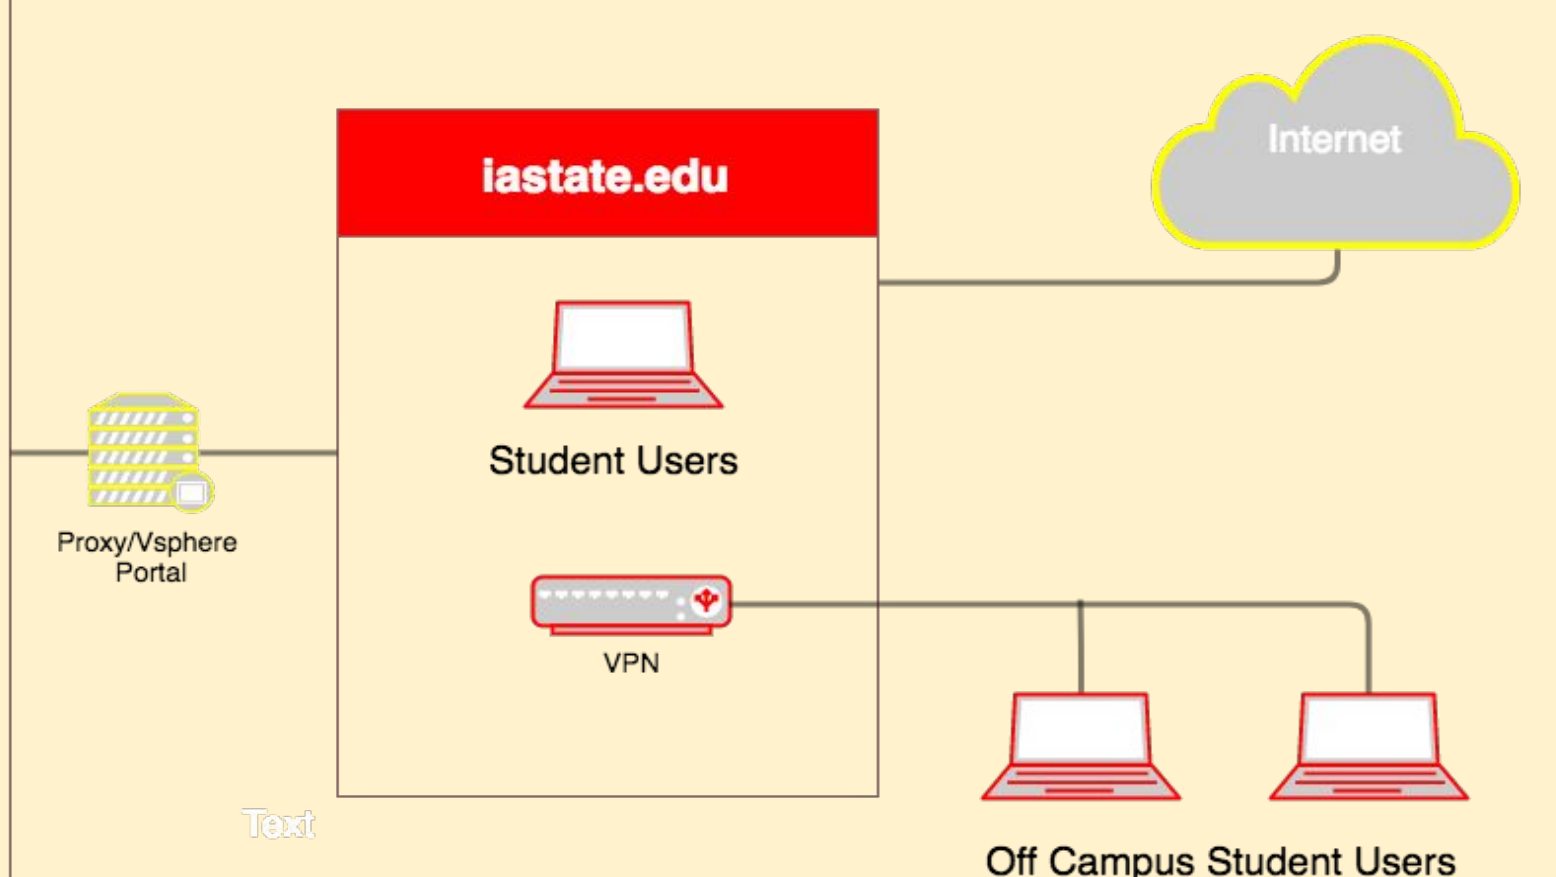 iastate.edu
Internet
Student Users
Proxy/Vsphere
Portal
VPN
Text
Off Campus Student Users